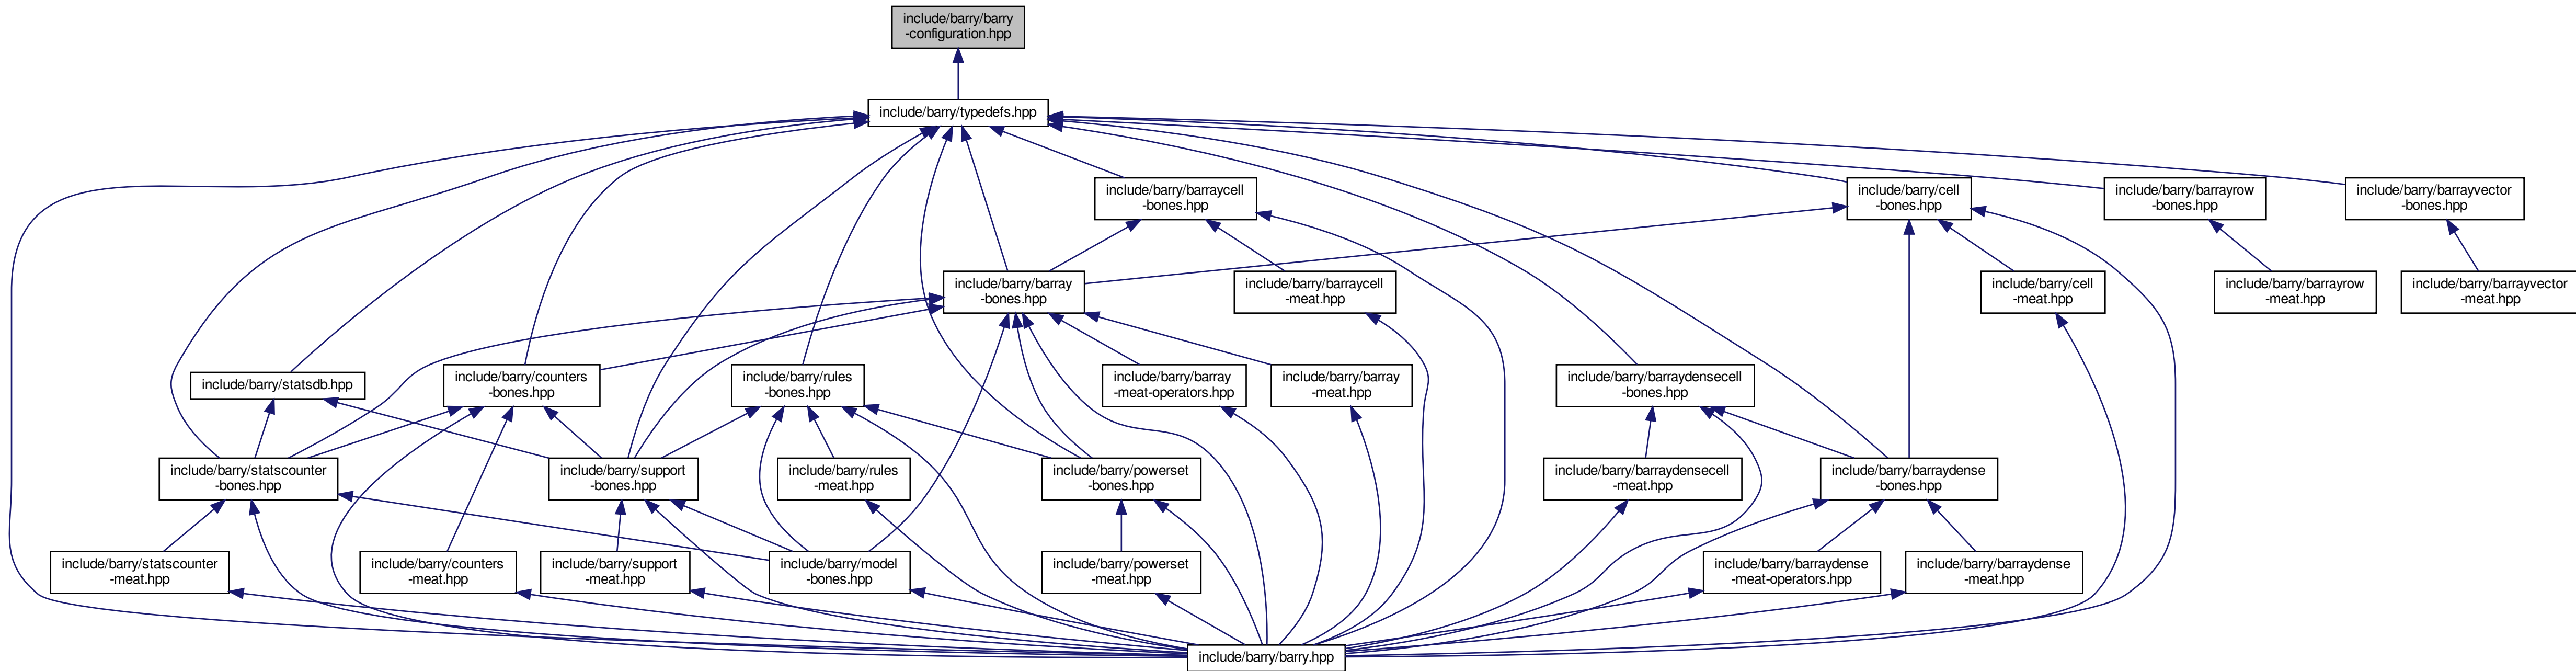 include/barry/barry
-configuration.hpp
include/barry/typedefs.hpp
include/barry/barraycell
-bones.hpp
include/barry/cell
-bones.hpp
include/barry/barrayrow
-bones.hpp
include/barry/barrayvector
-bones.hpp
include/barry/barray
-bones.hpp
include/barry/barraycell
-meat.hpp
include/barry/cell
-meat.hpp
include/barry/barrayrow
-meat.hpp
include/barry/barrayvector
-meat.hpp
include/barry/statsdb.hpp
include/barry/counters
-bones.hpp
include/barry/rules
-bones.hpp
include/barry/barray
-meat-operators.hpp
include/barry/barray
-meat.hpp
include/barry/barraydensecell
-bones.hpp
include/barry/statscounter
-bones.hpp
include/barry/support
-bones.hpp
include/barry/rules
-meat.hpp
include/barry/powerset
-bones.hpp
include/barry/barraydensecell
-meat.hpp
include/barry/barraydense
-bones.hpp
include/barry/statscounter
-meat.hpp
include/barry/counters
-meat.hpp
include/barry/support
-meat.hpp
include/barry/model
-bones.hpp
include/barry/powerset
-meat.hpp
include/barry/barraydense
-meat-operators.hpp
include/barry/barraydense
-meat.hpp
include/barry/barry.hpp